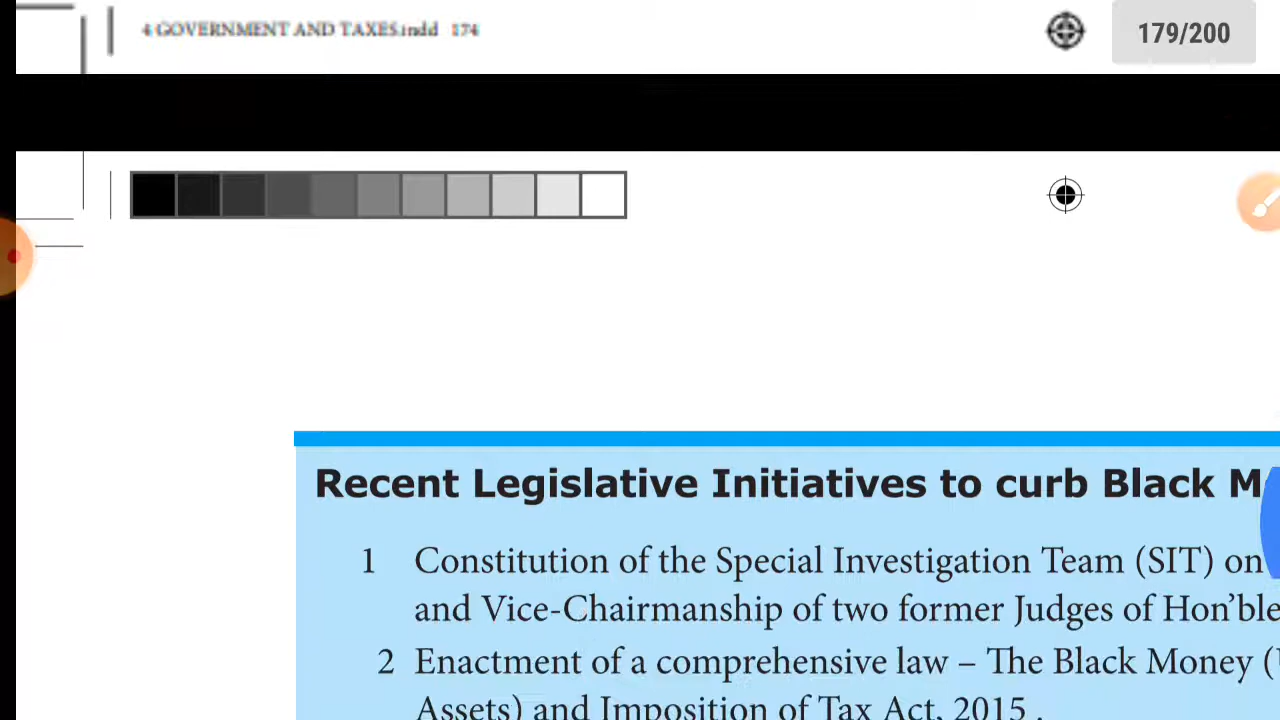 4 GOVERNMENT AND TAXES.indd 174
179/200
Recent Legislative Initiatives to curb Black M
1 Constitution of the Special Investigation Team (SIT) on
and Vice-Chairmanship of two former Judges of Hon’ble
2 Enactment of a comprehensive law – The Black Money (
Assets) and Imposition of Tax Act, 2015 .